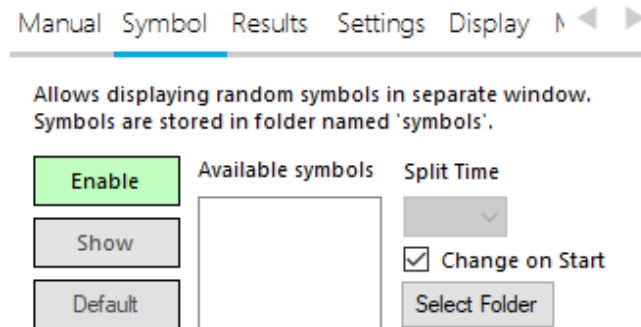 Manual Symbol Results Settings Display
Allows displaying random symbols in separate window.
Symbols are stored in folder named 'symbols'.
Enable Available symbols Split Time
Show
Change on Start
Default Select Folder